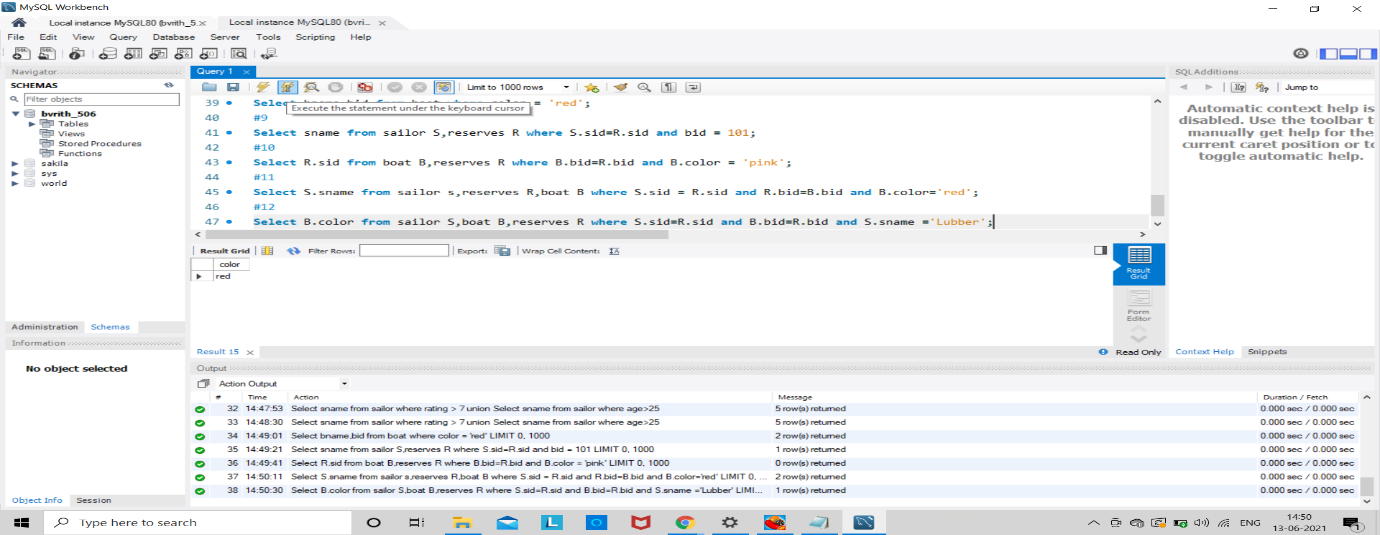 MySQL Workbench
Local instance MySQL80 (bvrith_5. × Local instance MySQL80 (bvri... ×
File Edit View Query Database Server Tools Scripting Help
Navigator
SCHEMAS
Filter objects
bvrith_506
Tables
Views
Stored Procedures
Functions
sakila
sys
world
Administration Schemas
Information
No object selected
Object Info Session
Query 1 ×
Limit to 1000 rows
39 Select bname,bid from boat where color = 'red';
Execute the statement under the keyboard cursor
40 #9
41 Select sname from sailor S,reserves R where S.sid=R.sid and bid = 101;
42 #10
43 Select R.sid from boat B,reserves R where B.bid=R.bid and B.color = 'pink';
44 #11
45 Select S.sname from sailor s,reserves R,boat B where S.sid = R.sid and R.bid=B.bid and B.color='red';
46 #12
47 Select B.color from sailor S,boat B,reserves R where S.sid=R.sid and B.bid=R.bid and S.sname ='Lubber';
Result Grid Filter Rows: Export: Wrap Cell Content:
color
red
Result Grid
Form Editor
Result 15 ×
Read Only
Output
Action Output
# Time Action Message Duration / Fetch
32 14:47:53 Select sname from sailor where rating > 7 union Select sname from sailor where age>25 5 row(s) returned 0.000 sec / 0.000 sec
33 14:48:30 Select sname from sailor where rating > 7 union Select sname from sailor where age>25 5 row(s) returned 0.000 sec / 0.000 sec
34 14:49:01 Select bname,bid from boat where color = 'red' LIMIT 0, 1000 2 row(s) returned 0.000 sec / 0.000 sec
35 14:49:21 Select sname from sailor S,reserves R where S.sid=R.sid and bid = 101 LIMIT 0, 1000 1 row(s) returned 0.000 sec / 0.000 sec
36 14:49:41 Select R.sid from boat B,reserves R where B.bid=R.bid and B.color = 'pink' LIMIT 0, 1000 0 row(s) returned 0.000 sec / 0.000 sec
37 14:50:11 Select S.sname from sailor s,reserves R,boat B where S.sid = R.sid and R.bid=B.bid and B.color='red' LIMIT 0, ... 2 row(s) returned 0.000 sec / 0.000 sec
38 14:50:30 Select B.color from sailor S,boat B,reserves R where S.sid=R.sid and B.bid=R.bid and S.sname ='Lubber' LIMI... 1 row(s) returned 0.000 sec / 0.000 sec
SQLAdditions
Jump to
Automatic context help is
disabled. Use the toolbar t
manually get help for the
current caret position or to
toggle automatic help.
Context Help Snippets
Type here to search
L
ENG
14:50
13-06-2021
1